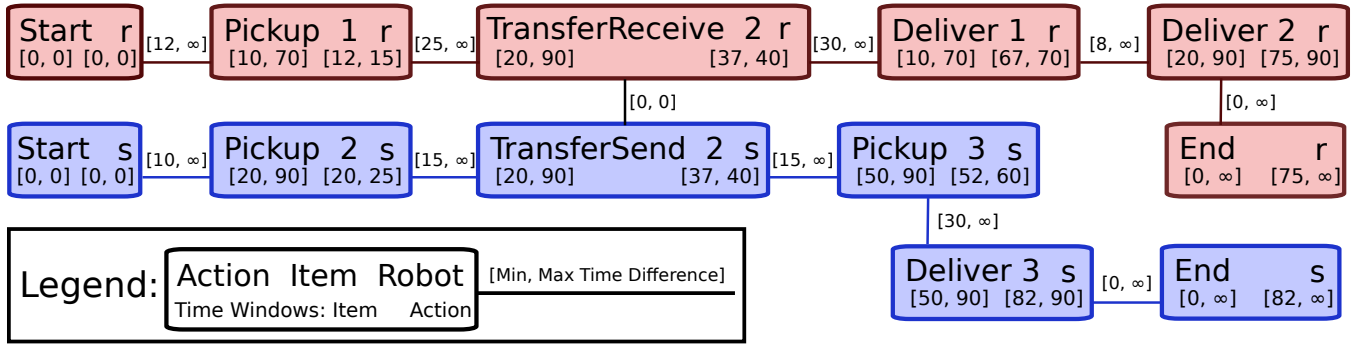 Start r [12, ∞] Pickup 1 r [25, ∞] TransferReceive 2 r [30, ∞] Deliver 1 r [8, ∞] Deliver 2 r
[0, 0] [0, 0] [10, 70] [12, 15] [20, 90] [37, 40] [10, 70] [67, 70] [20, 90] [75, 90]
[0, 0] [0, ∞]
Start s [10, ∞] Pickup 2 s [15, ∞] TransferSend 2 s [15, ∞] Pickup 3 s End r
[0, 0] [0, 0] [20, 90] [20, 25] [20, 90] [37, 40] [50, 90] [52, 60] [0, ∞] [75, ∞]
[30, ∞]
Deliver 3 s [0, ∞] End s
[50, 90] [82, 90] [0, ∞] [82, ∞]
Legend: Action Item Robot [Min, Max Time Difference]
Time Windows: Item Action